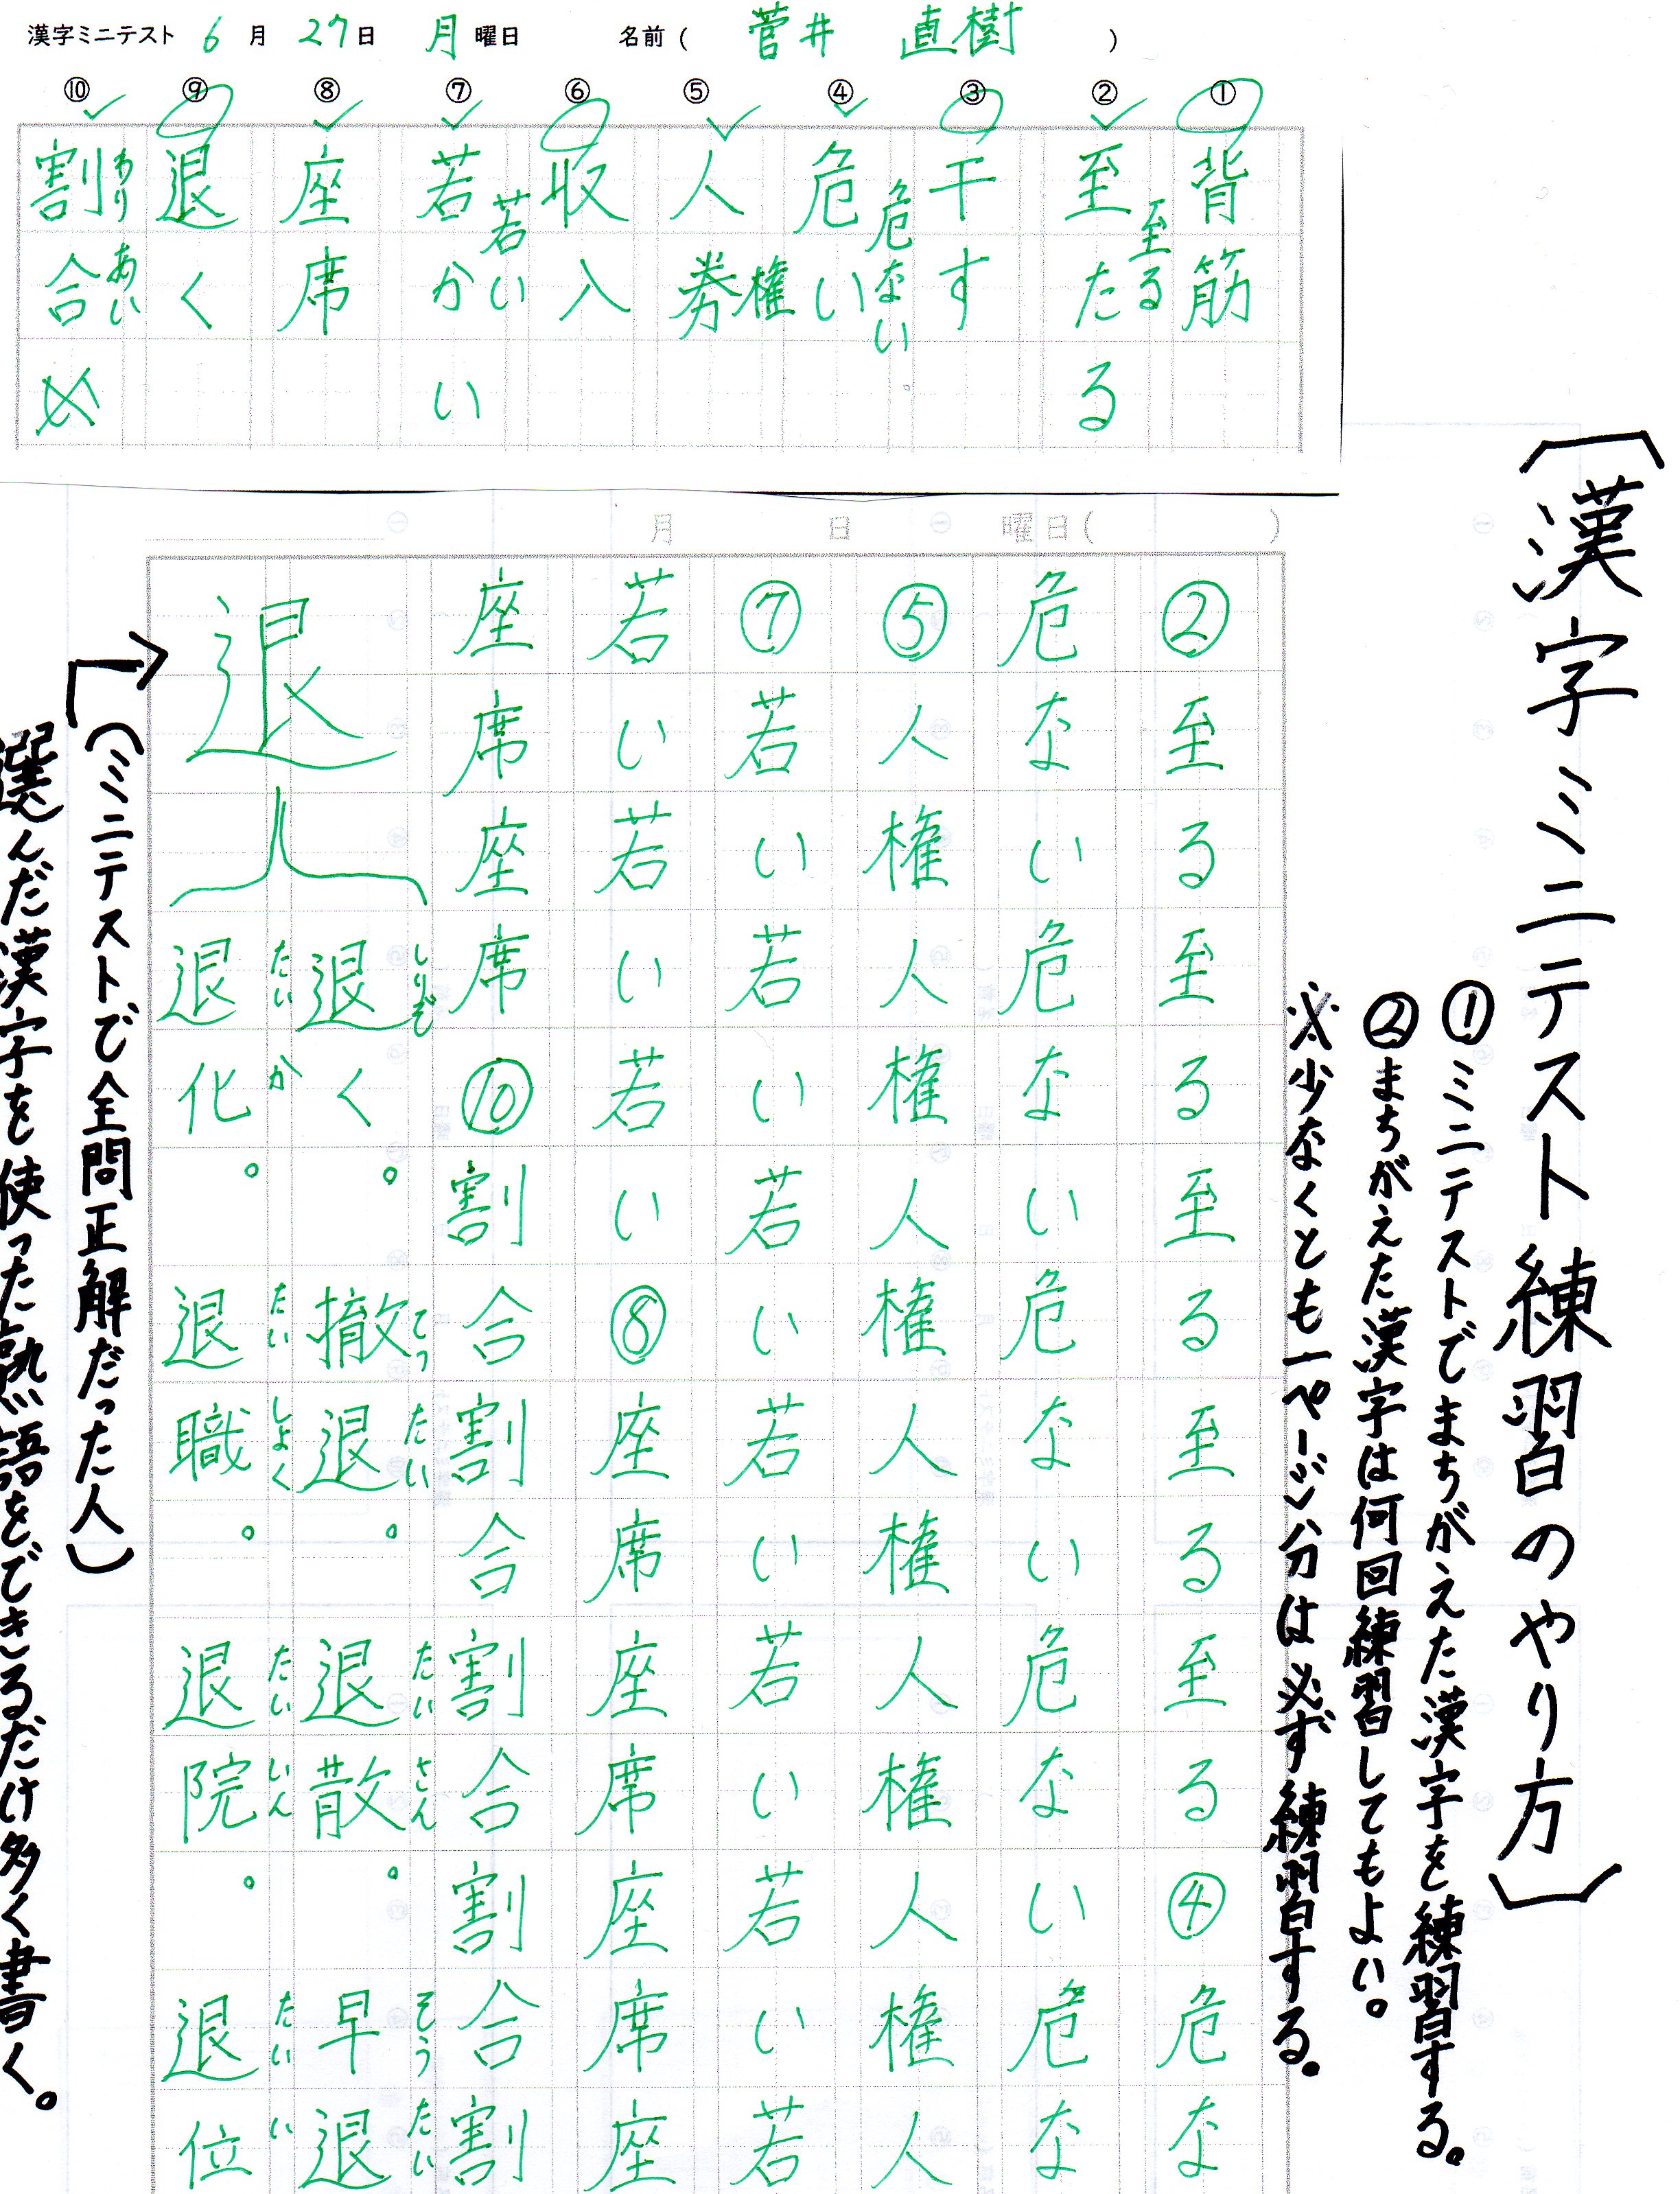 漢字ミニテスト 6月27日 月曜日 名前(菅井 直樹)
① ② ③ ④ ⑤ ⑥ ⑦ ⑧ ⑨ ⑩
背筋
至たる
至る
干す
危い
危ない。
人券
権
収入
若かい
若い
座席
退く
割合
わりあい
〔漢字ミニテスト練習のやり方〕
①ミニテストでまちがえた漢字を練習する。
②まちがえた漢字は何回練習してもよい。
※少なくとも一ページ分は必ず練習する。
月 日 曜日( )
②至る至る至る至る至る④危な
危ない危ない危ない危ない危な
⑤人権人権人権人権人権人権人
⑦若い若い若い若い若い若い若
若い若い若い⑧座席座席座席座
座席座席⑩割合割合割合割合割
退
退く。撤退。退散。早退
しりぞ てったい たいさん そうたい
退化。退職。退院。退位
たいか たいしょく たいいん たいい
(ミニテストで全問正解だった人)
選んだ漢字を使った熟語をできるだけ多く書く。